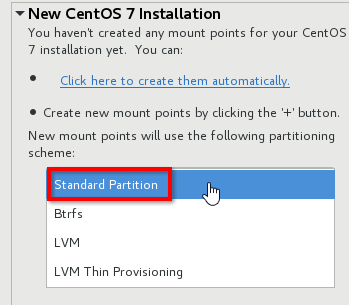 New CentOS 7 Installation
You haven't created any mount points for your CentOS
7 installation yet. You can:
• Click here to create them automatically.
• Create new mount points by clicking the '+' button.
New mount points will use the following partitioning
scheme:
Standard Partition
Btrfs
LVM
LVM Thin Provisioning